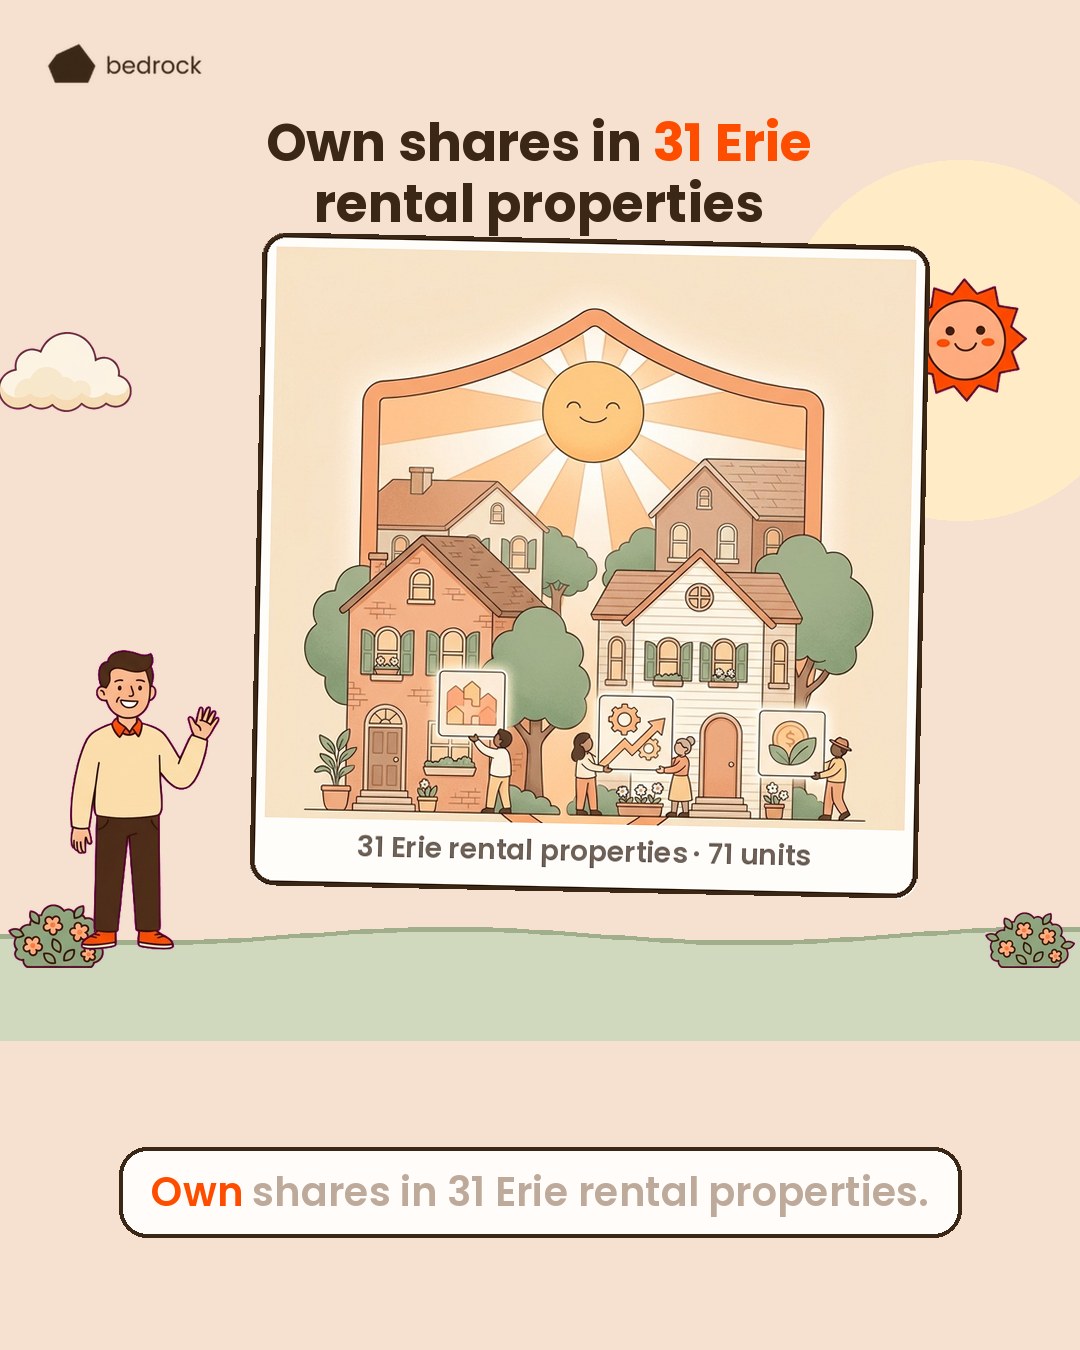 bedrock
Own shares in 31 Erie
rental properties
$
31 Erie rental properties · 71 units
Own shares in 31 Erie rental properties.